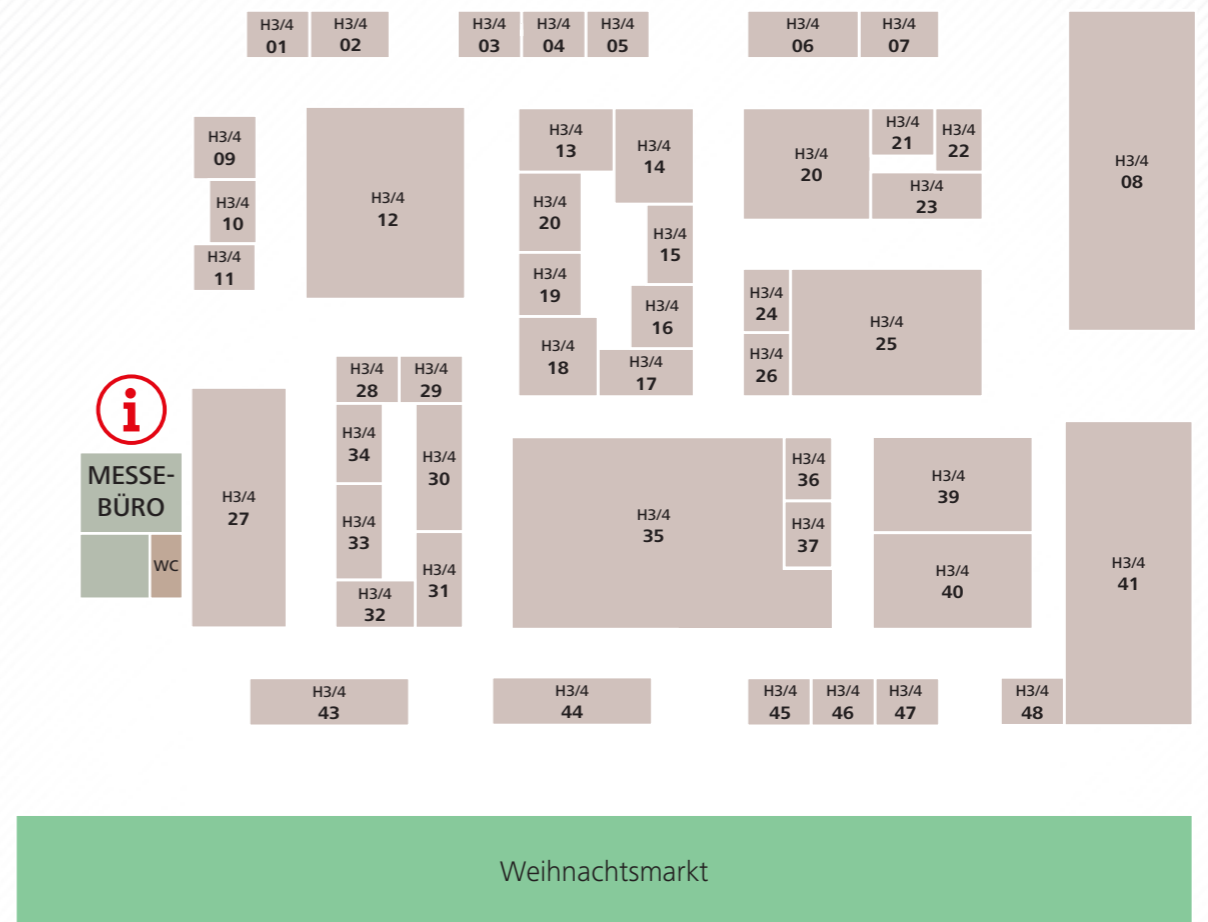 H3/4
01
H3/4
02
H3/4
03
H3/4
04
H3/4
05
H3/4
06
H3/4
07
H3/4
08
H3/4
09
H3/4
10
H3/4
11
H3/4
12
H3/4
13
H3/4
14
H3/4
20
H3/4
15
H3/4
19
H3/4
16
H3/4
18
H3/4
17
H3/4
20
H3/4
21
H3/4
22
H3/4
23
H3/4
24
H3/4
25
H3/4
26
i
MESSE-
BÜRO
WC
H3/4
27
H3/4
28
H3/4
29
H3/4
34
H3/4
30
H3/4
33
H3/4
31
H3/4
32
H3/4
35
H3/4
36
H3/4
37
H3/4
39
H3/4
40
H3/4
41
H3/4
43
H3/4
44
H3/4
45
H3/4
46
H3/4
47
H3/4
48
Weihnachtsmarkt